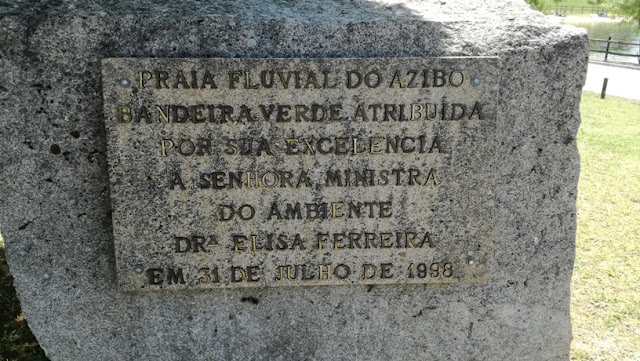 PRAIA FLUVIAL DO AZIBO
BANDEIRA VERDE ATRIBUIDA
POR SUA EXCELENCIA
A SENHORA MINISTRA
DO AMBIENTE
DRª ELISA FERREIRA
EM 31 DE JULHO DE 1998